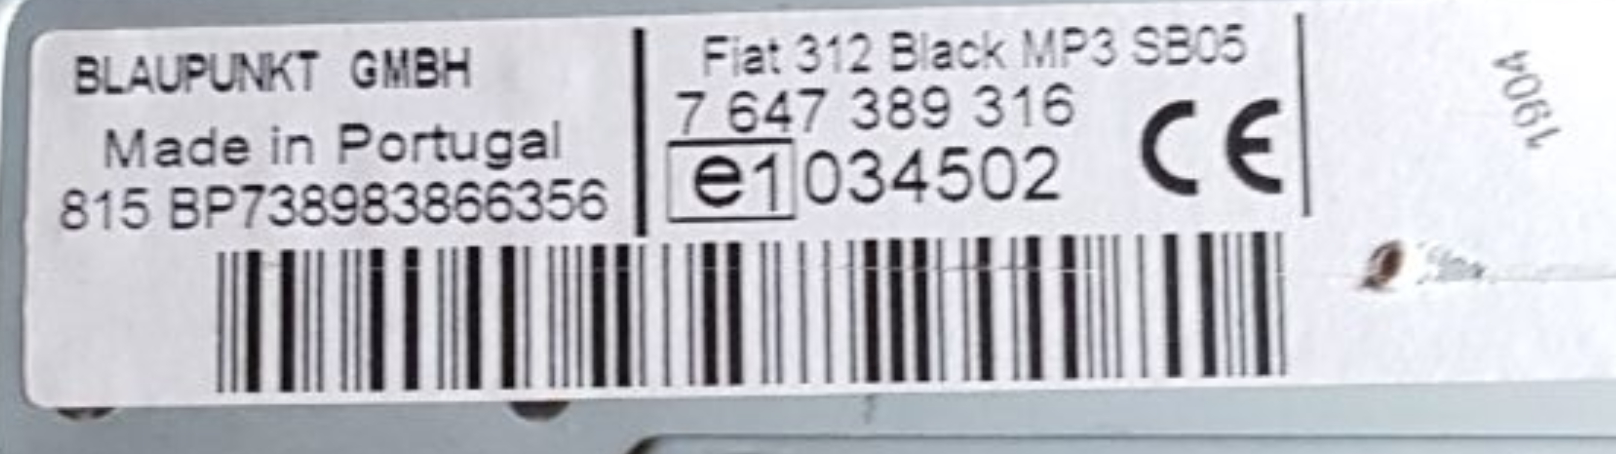 BLAUPUNKT GMBH
Made in Portugal
815 BP738983866356
Fiat 312 Black MP3 SB05
7 647 389 316
e1 034502 CE
1904